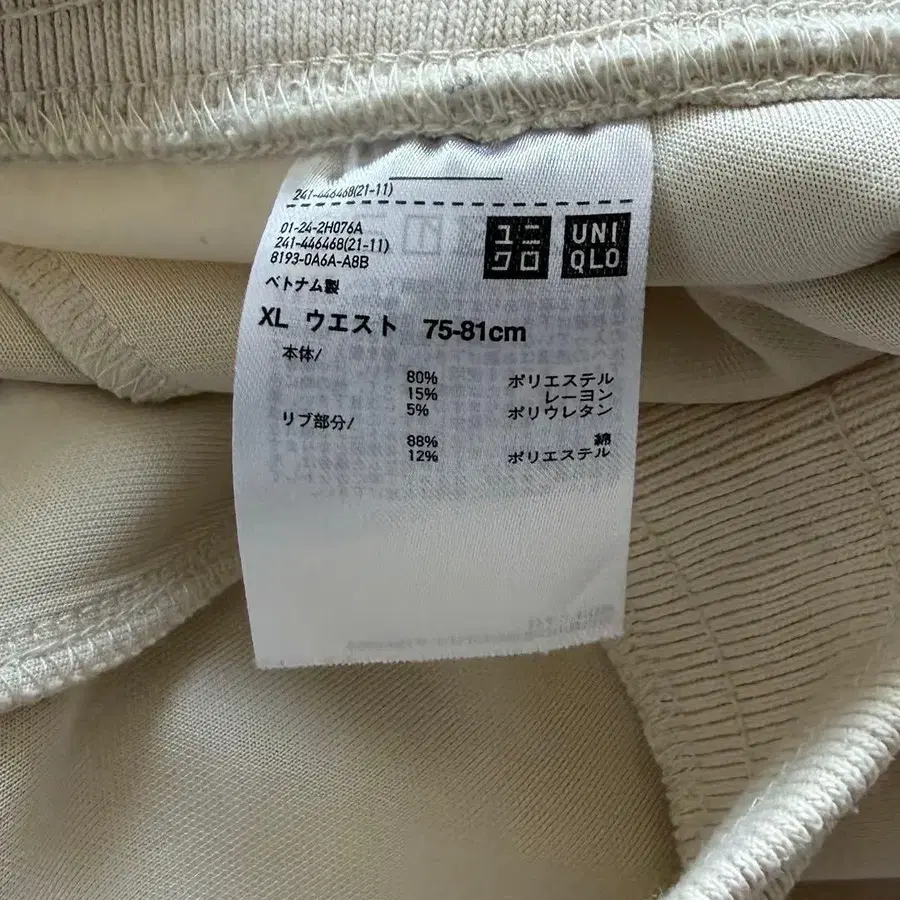 241-446468(21-11)
01-24-2H076A
241-446468(21-11)
8193-0A6A-A8B
ユニ
クロ
UNI
QLO
ベトナム製
XL ウエスト 75-81cm
本体/
80% ポリエステル
15% レーヨン
5% ポリウレタン
リブ部分/
88% 綿
12% ポリエステル